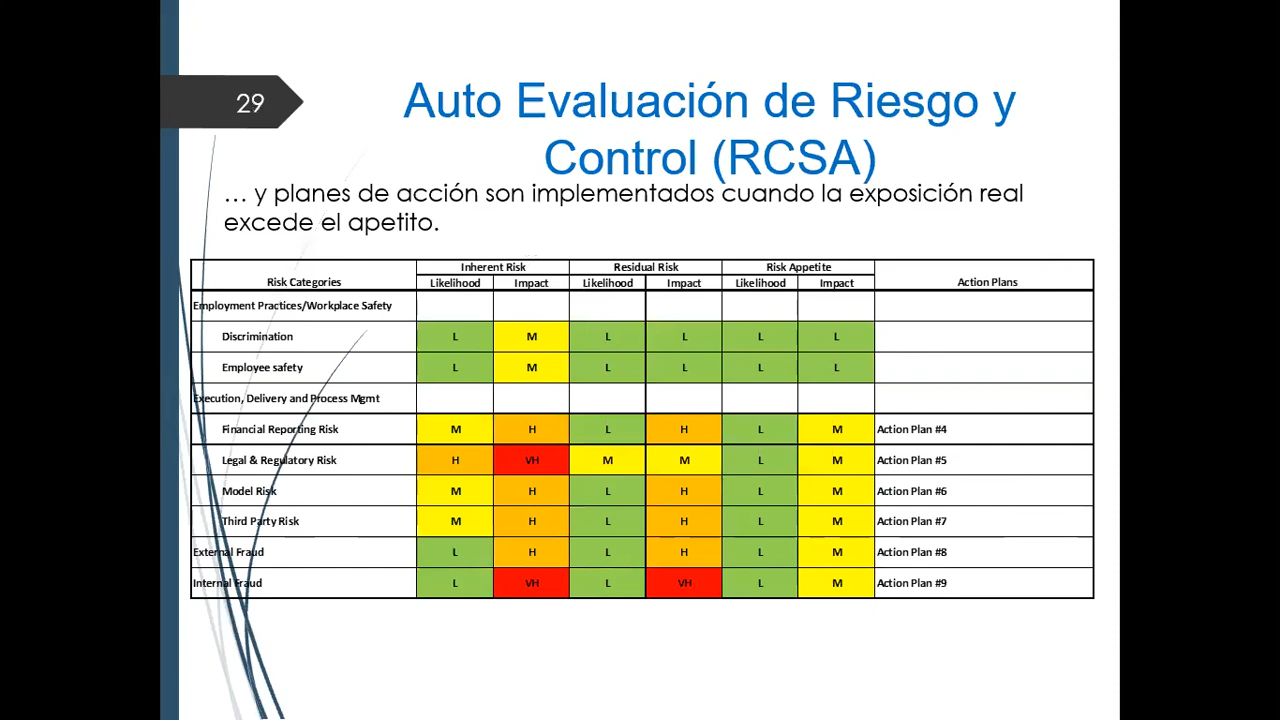 29
Auto Evaluación de Riesgo y
Control (RCSA)
… y planes de acción son implementados cuando la exposición real
excede el apetito.
Risk Categories Inherent Risk Residual Risk Risk Appetite Action Plans
Likelihood Impact Likelihood Impact Likelihood Impact
Employment Practices/Workplace Safety
Discrimination L M L L L L
Employee safety L M L L L L
Execution, Delivery and Process Mgmt
Financial Reporting Risk M H L H L M Action Plan #4
Legal & Regulatory Risk H VH M M L M Action Plan #5
Model Risk M H L H L M Action Plan #6
Third Party Risk M H L H L M Action Plan #7
External Fraud L H L H L M Action Plan #8
Internal Fraud L VH L VH L M Action Plan #9